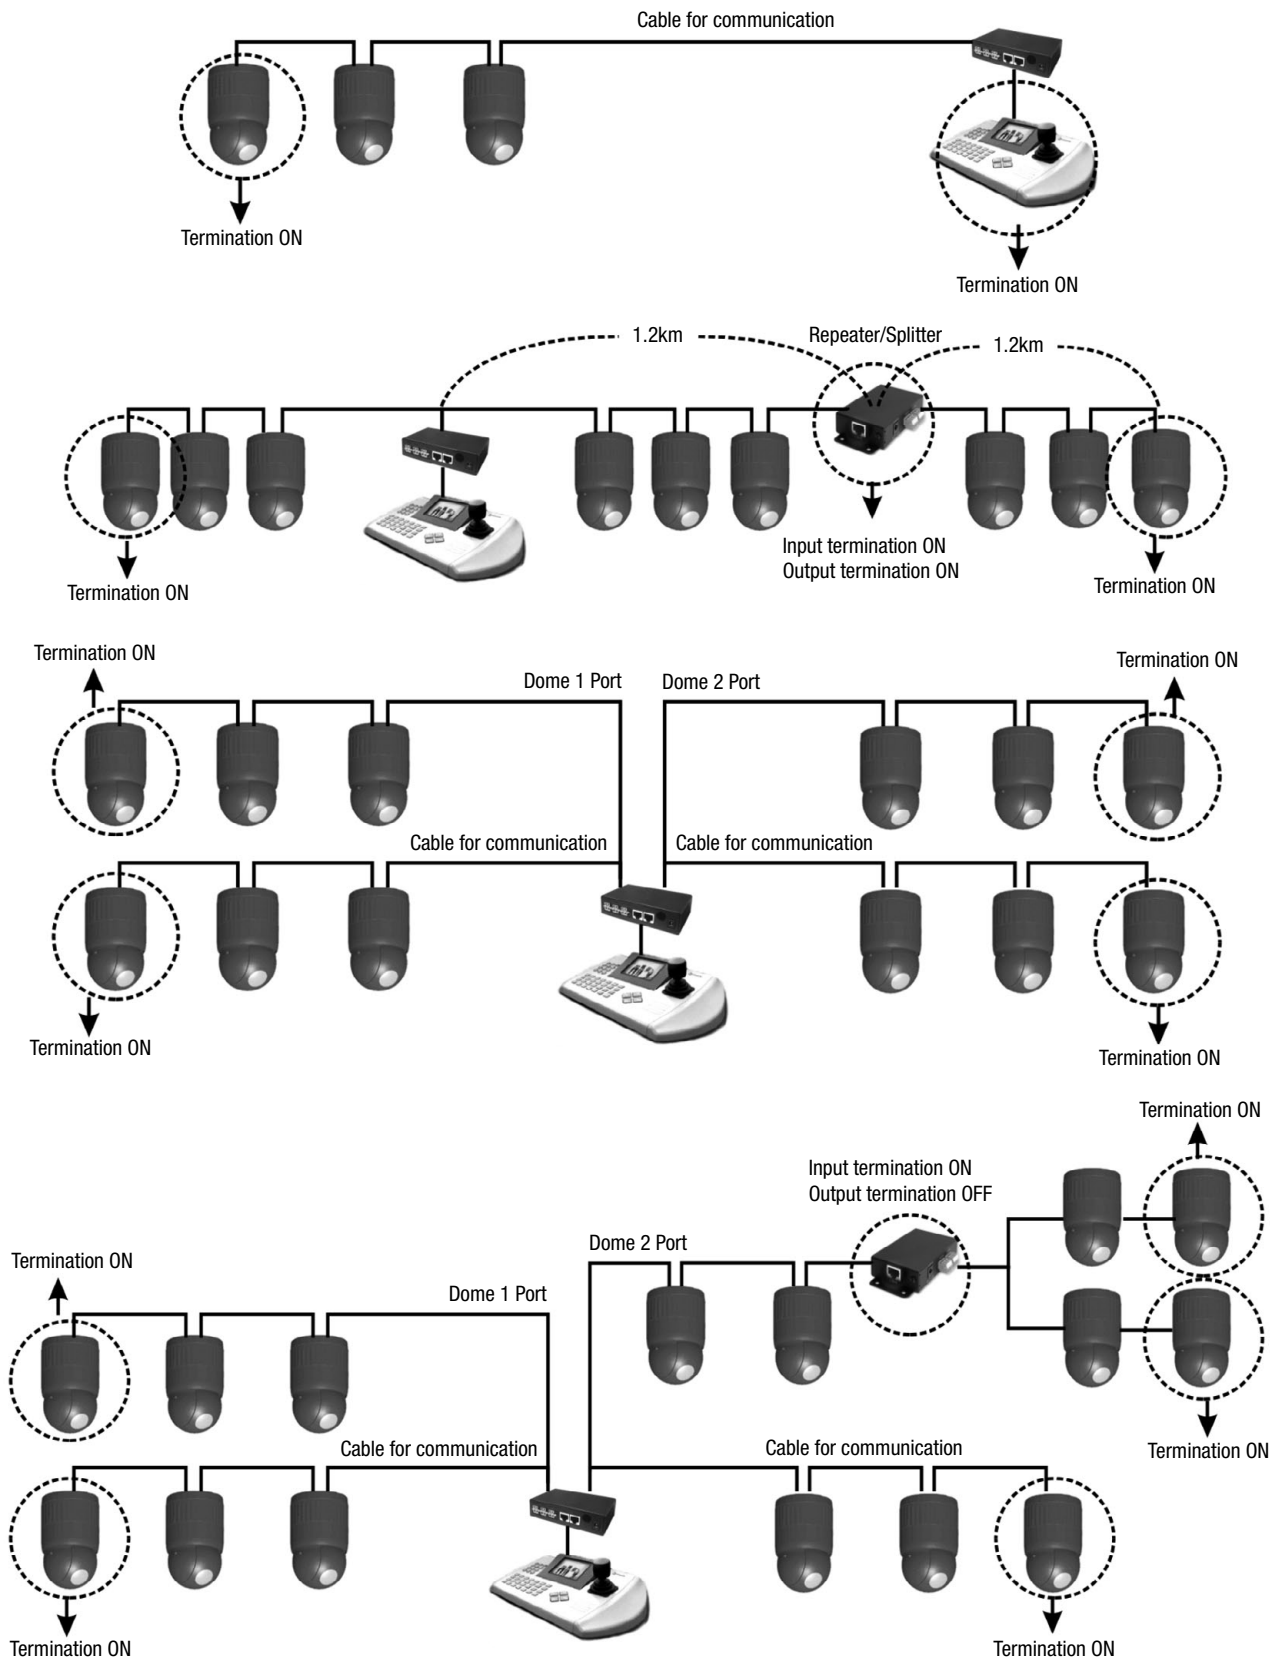 Cable for communication
Termination ON
Termination ON
1.2km
Repeater/Splitter
1.2km
Input termination ON
Output termination ON
Termination ON
Termination ON
Termination ON
Termination ON
Dome 1 Port
Dome 2 Port
Cable for communication
Cable for communication
Termination ON
Termination ON
Termination ON
Input termination ON
Output termination OFF
Dome 2 Port
Termination ON
Dome 1 Port
Cable for communication
Cable for communication
Termination ON
Termination ON
Termination ON